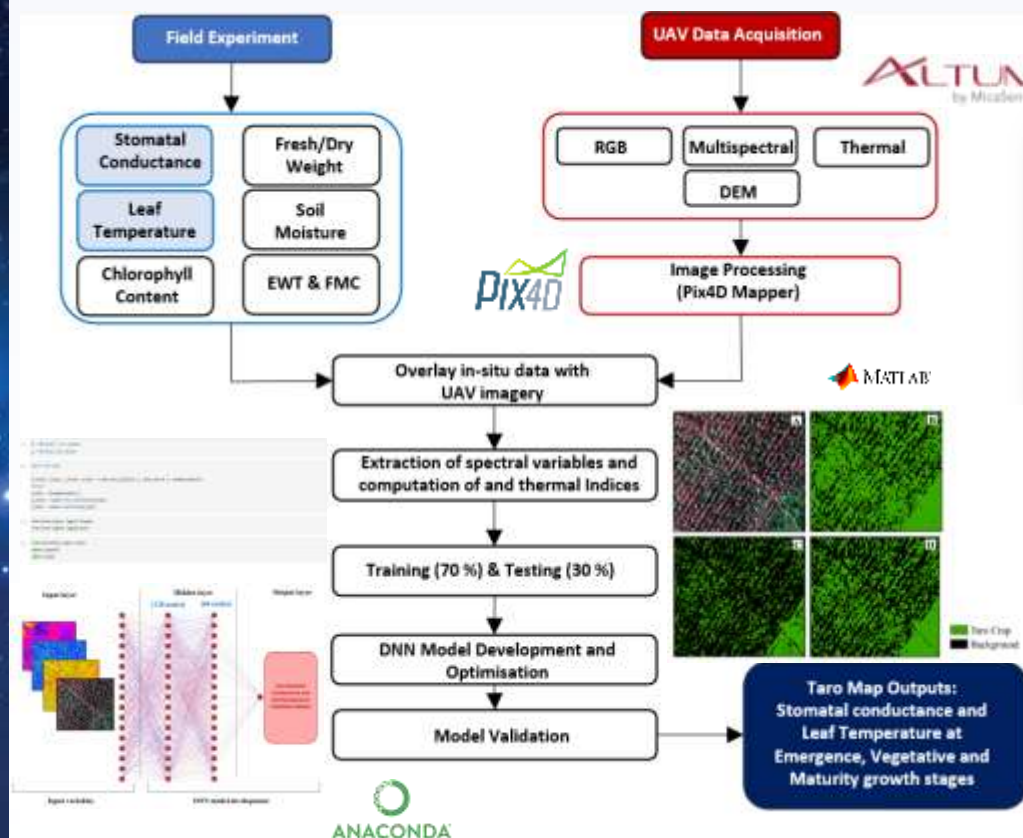 Field Experiment
UAV Data Acquisition
ALTUM
by MicaSen
Stomatal
Conductance
Fresh/Dry
Weight
Leaf
Temperature
Soil
Moisture
Chlorophyll
Content
EWT & FMC
RGB
Multispectral
Thermal
DEM
PIX4D
Image Processing
(Pix4D Mapper)
Overlay in-situ data with
UAV imagery
MATLAB
Extraction of spectral variables and
computation of and thermal Indices
A
B
C
D
Training (70 %) & Testing (30 %)
Input layer
Hidden layer
Output layer
DNN Model Development and
Optimisation
Taro Crop
Background
Model Validation
Taro Map Outputs:
Stomatal conductance and
Leaf Temperature at
Emergence, Vegetative and
Maturity growth stages
Input variables
DNN model development
ANACONDA